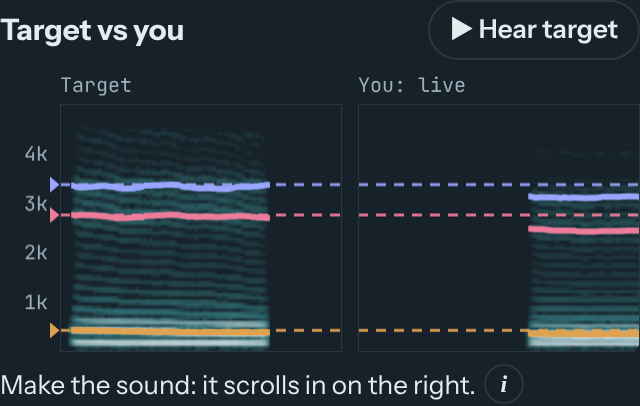 Target vs you
▶ Hear target
Target
You: live
4k
3k
2k
1k
Make the sound: it scrolls in on the right.
i